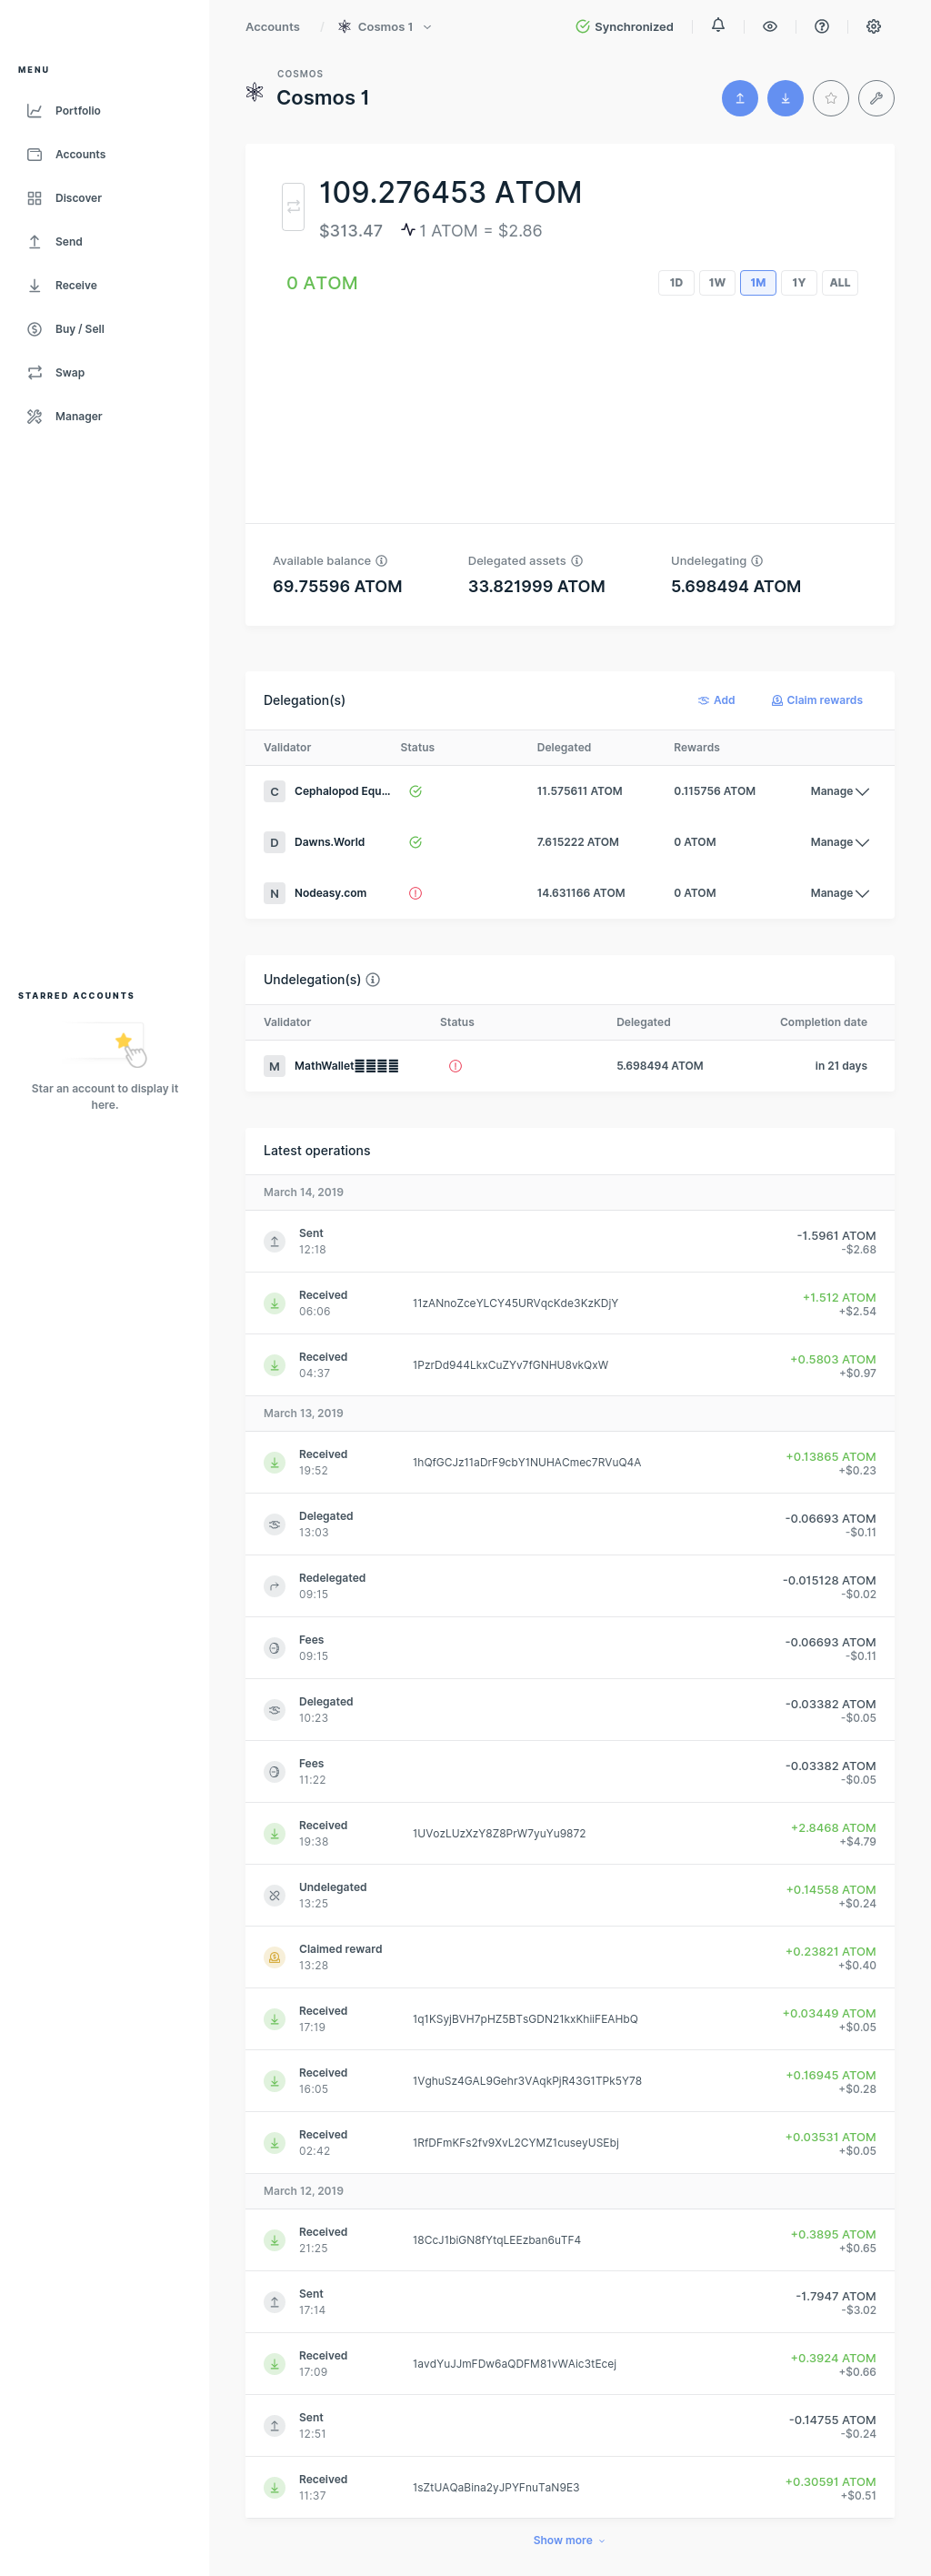 Accounts / Cosmos 1
Synchronized
MENU
Portfolio
Accounts
Discover
Send
Receive
Buy / Sell
Swap
Manager
STARRED ACCOUNTS
Star an account to display it
here.
COSMOS
Cosmos 1
109.276453 ATOM
$313.47 1 ATOM = $2.86
0 ATOM
1D 1W 1M 1Y ALL
Available balance Delegated assets Undelegating
69.75596 ATOM 33.821999 ATOM 5.698494 ATOM
Delegation(s) Add Claim rewards
Validator Status Delegated Rewards
C Cephalopod Equ... 11.575611 ATOM 0.115756 ATOM Manage
D Dawns.World 7.615222 ATOM 0 ATOM Manage
N Nodeasy.com 14.631166 ATOM 0 ATOM Manage
Undelegation(s)
Validator Status Delegated Completion date
M MathWallet 5.698494 ATOM in 21 days
Latest operations
March 14, 2019
Sent -1.5961 ATOM
12:18 -$2.68
Received 11zANnoZceYLCY45URVqcKde3KzKDjY +1.512 ATOM
06:06 +$2.54
Received 1PzrDd944LkxCuZYv7fGNHU8vkQxW +0.5803 ATOM
04:37 +$0.97
March 13, 2019
Received 1hQfGCJz11aDrF9cbY1NUHACmec7RVuQ4A +0.13865 ATOM
19:52 +$0.23
Delegated -0.06693 ATOM
13:03 -$0.11
Redelegated -0.015128 ATOM
09:15 -$0.02
Fees -0.06693 ATOM
09:15 -$0.11
Delegated -0.03382 ATOM
10:23 -$0.05
Fees -0.03382 ATOM
11:22 -$0.05
Received 1UVozLUzXzY8Z8PrW7yuYu9872 +2.8468 ATOM
19:38 +$4.79
Undelegated +0.14558 ATOM
13:25 +$0.24
Claimed reward +0.23821 ATOM
13:28 +$0.40
Received 1q1KSyjBVH7pHZ5BTsGDN21kxKhiiFEAHbQ +0.03449 ATOM
17:19 +$0.05
Received 1VghuSz4GAL9Gehr3VAqkPjR43G1TPk5Y78 +0.16945 ATOM
16:05 +$0.28
Received 1RfDFmKFs2fv9XvL2CYMZ1cuseyUSEbj +0.03531 ATOM
02:42 +$0.05
March 12, 2019
Received 18CcJ1biGN8fYtqLEEzban6uTF4 +0.3895 ATOM
21:25 +$0.65
Sent -1.7947 ATOM
17:14 -$3.02
Received 1avdYuJJmFDw6aQDFM81vWAic3tEcej +0.3924 ATOM
17:09 +$0.66
Sent -0.14755 ATOM
12:51 -$0.24
Received 1sZtUAQaBina2yJPYFnuTaN9E3 +0.30591 ATOM
11:37 +$0.51
Show more